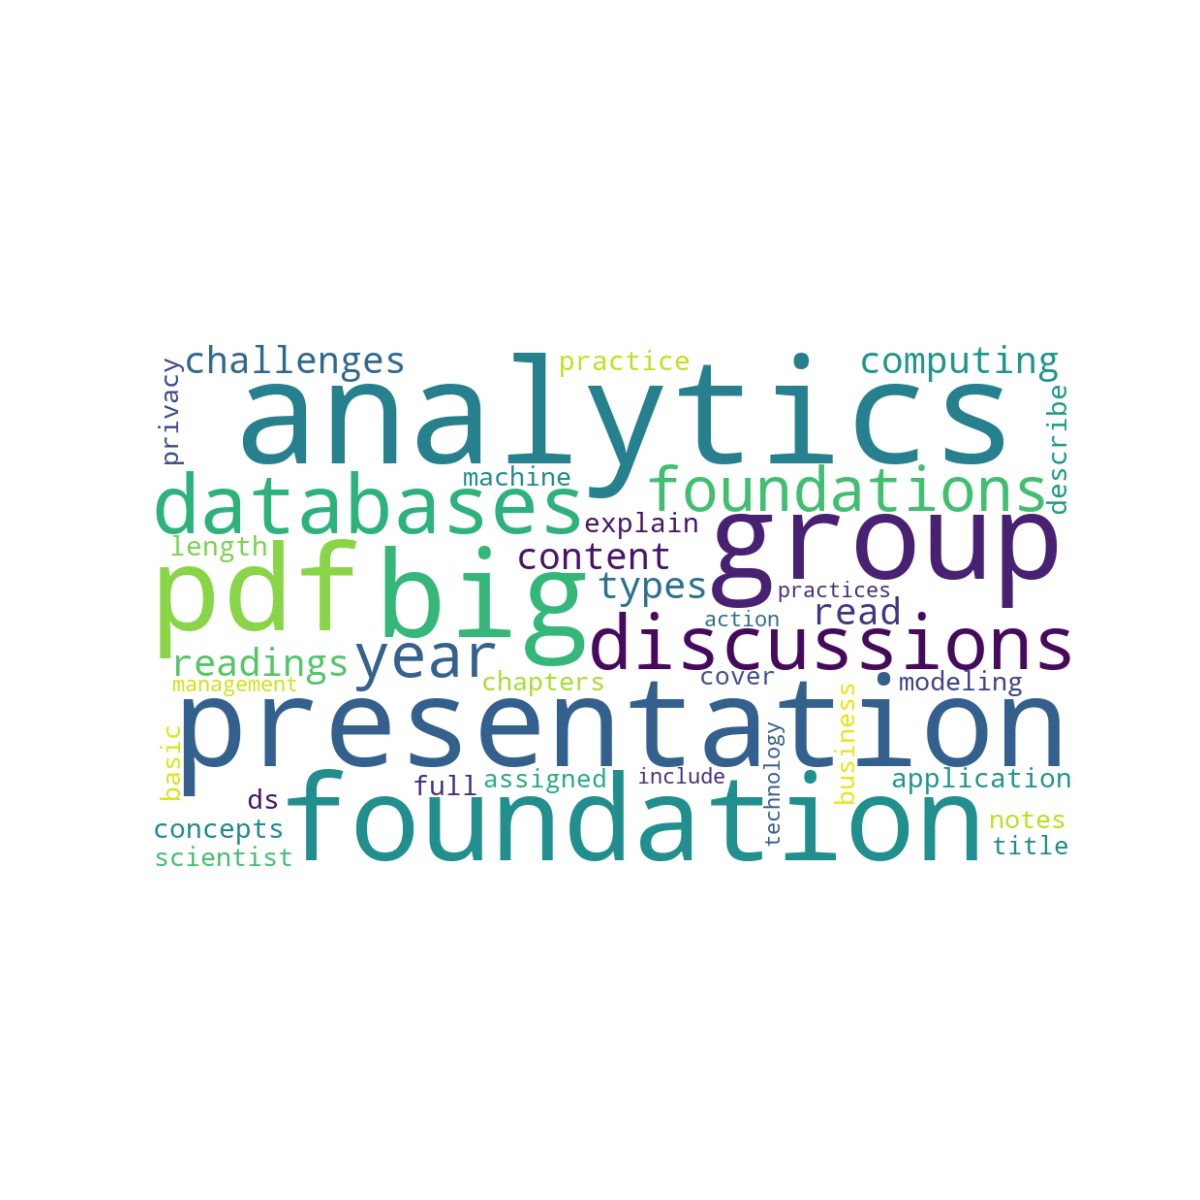 challenges
practice
computing
privacy
analytics
describe
databases
machine
foundations
length
explain
group
pdf
big
content
types
practices
read
action
discussions
readings
year
management
chapters
cover
modeling
presentation
basic
technology
business
ds
full
assigned
include
application
foundation
concepts
notes
scientist
title